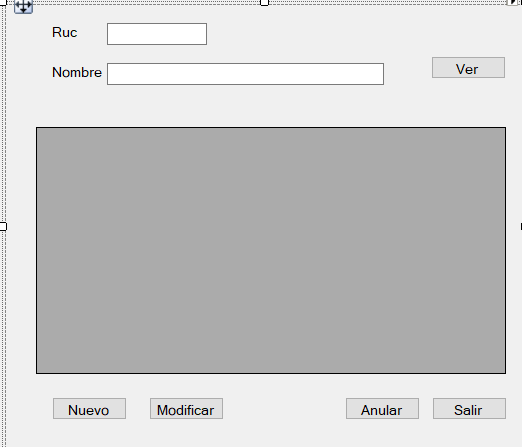 Ruc
Nombre
Ver
Nuevo Modificar Anular Salir